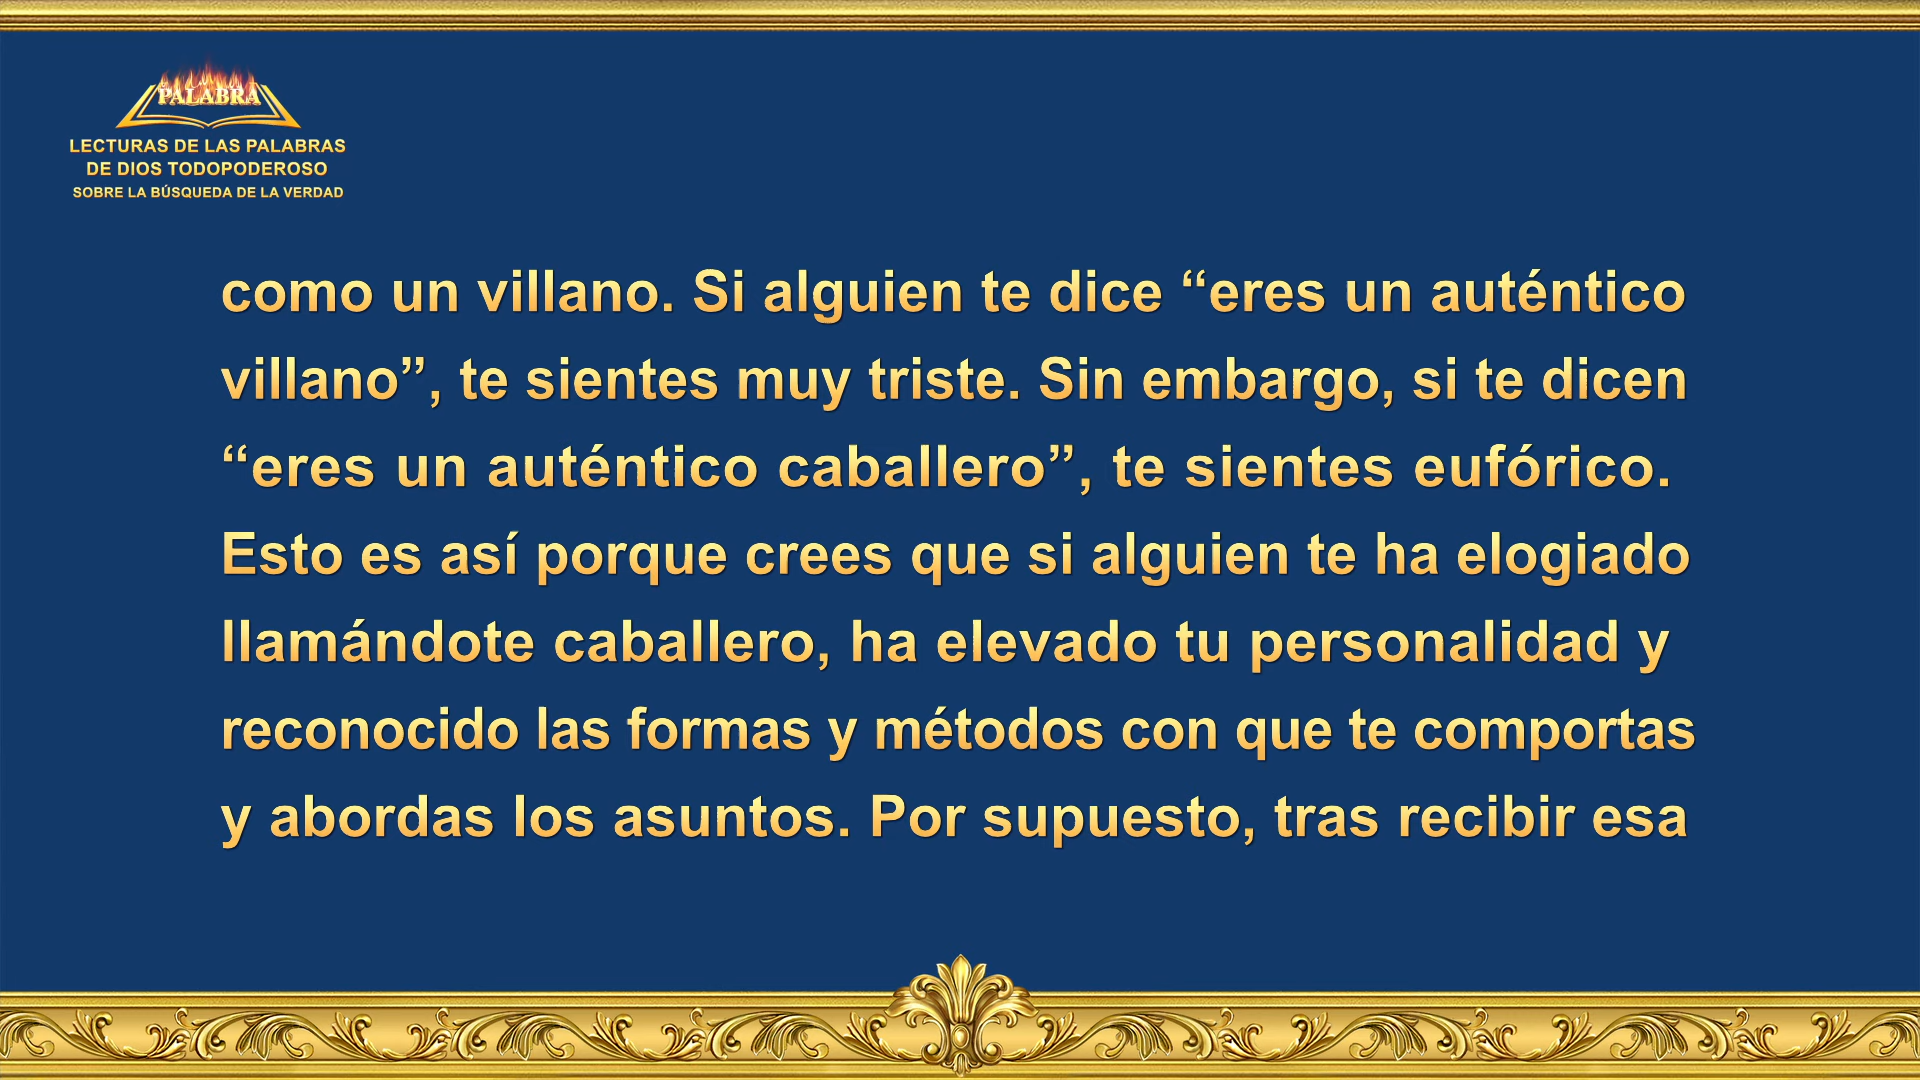 PALABRA
LECTURAS DE LAS PALABRAS
DE DIOS TODOPODEROSO
SOBRE LA BÚSQUEDA DE LA VERDAD
como un villano. Si alguien te dice “eres un auténtico
villano”, te sientes muy triste. Sin embargo, si te dicen
“eres un auténtico caballero”, te sientes eufórico.
Esto es así porque crees que si alguien te ha elogiado
llamándote caballero, ha elevado tu personalidad y
reconocido las formas y métodos con que te comportas
y abordas los asuntos. Por supuesto, tras recibir esa